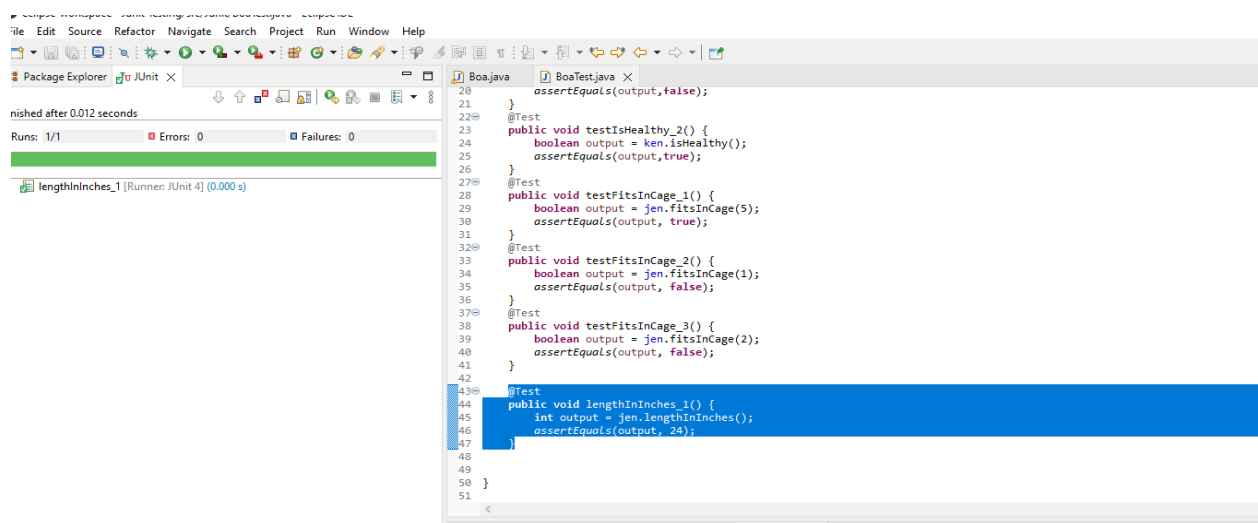 File Edit Source Refactor Navigate Search Project Run Window Help
Package Explorer JUnit
nished after 0.012 seconds
Runs: 1/1 Errors: 0 Failures: 0
lengthInInches_1 [Runner: JUnit 4] (0.000 s)
Boa.java BoaTest.java
20 assertEquals(output,false);
21 }
22 @Test
23 public void testIsHealthy_2() {
24 boolean output = ken.isHealthy();
25 assertEquals(output,true);
26 }
27 @Test
28 public void testFitsInCage_1() {
29 boolean output = jen.fitsInCage(5);
30 assertEquals(output, true);
31 }
32 @Test
33 public void testFitsInCage_2() {
34 boolean output = jen.fitsInCage(1);
35 assertEquals(output, false);
36 }
37 @Test
38 public void testFitsInCage_3() {
39 boolean output = jen.fitsInCage(2);
40 assertEquals(output, false);
41 }
42
43 @Test
44 public void lengthInInches_1() {
45 int output = jen.lengthInInches();
46 assertEquals(output, 24);
47 }
48
49
50 }
51